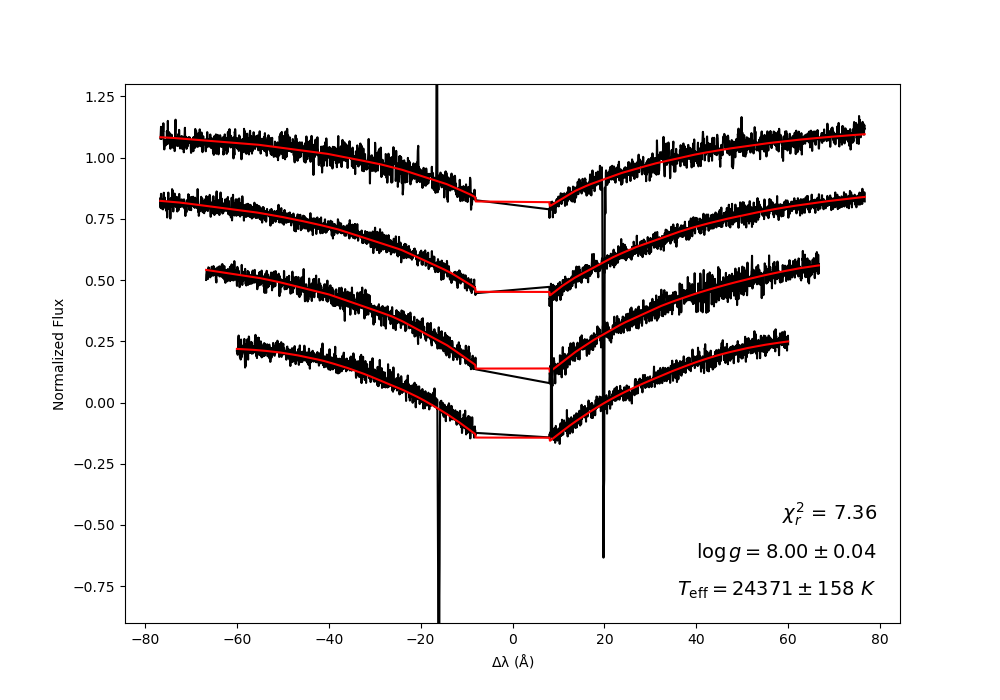 1.25
1.00
0.75
0.50
0.25
0.00
−0.25
−0.50
−0.75
Normalized Flux
χ²ᵣ = 7.36
log g = 8.00 ± 0.04
T_eff = 24371 ± 158 K
−80 −60 −40 −20 0 20 40 60 80
Δλ (Å)